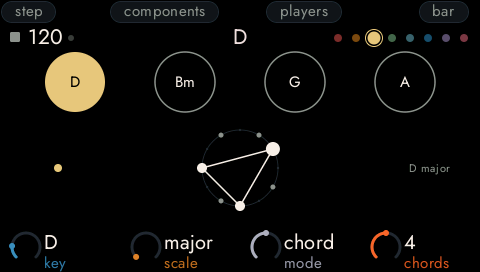 step components players bar
120 D
D Bm G A
D major
D major chord 4
key scale mode chords